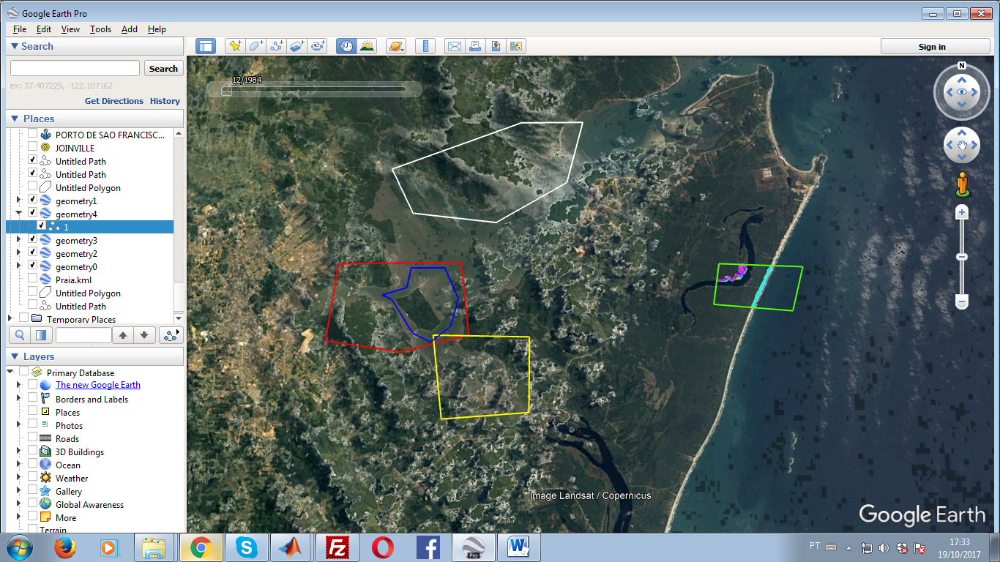 Google Earth Pro
File Edit View Tools Add Help
Search
Sign in
Search
ex: 37.407229, -122.107162
Get Directions History
12/1984
N
Places
PORTO DE SAO FRANCISC...
JOINVILLE
Untitled Path
Untitled Path
Untitled Polygon
geometry1
geometry4
1
geometry3
geometry2
geometry0
Praia.kml
Untitled Polygon
Untitled Path
Temporary Places
Layers
Primary Database
The new Google Earth
Borders and Labels
Places
Photos
Roads
3D Buildings
Ocean
Weather
Gallery
Global Awareness
More
Terrain
Image Landsat / Copernicus
Google Earth
Pro
PT
17:33
19/10/2017